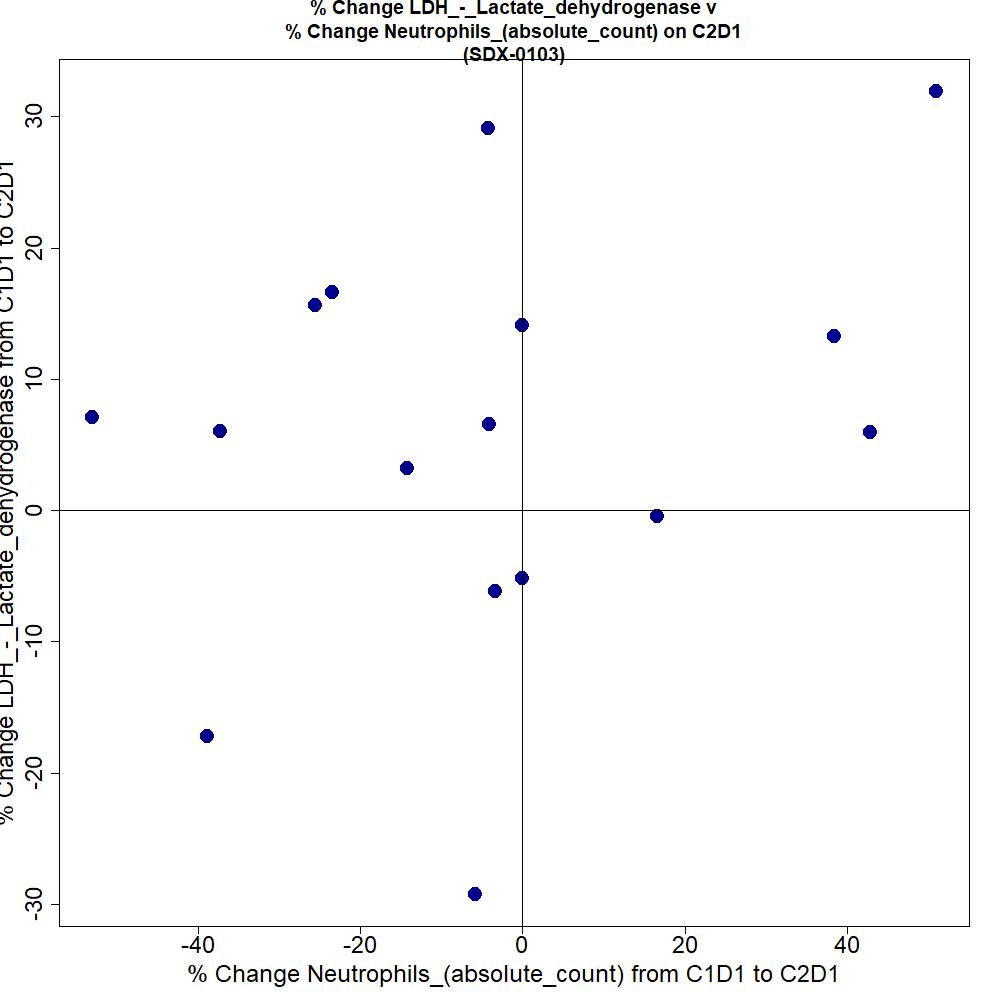 % Change LDH_-_Lactate_dehydrogenase v
% Change Neutrophils_(absolute_count) on C2D1
(SDX-0103)
% Change LDH_-_Lactate_dehydrogenase from C1D1 to C2D1
30
20
10
0
-10
-20
-30
-40
-20
0
20
40
% Change Neutrophils_(absolute_count) from C1D1 to C2D1